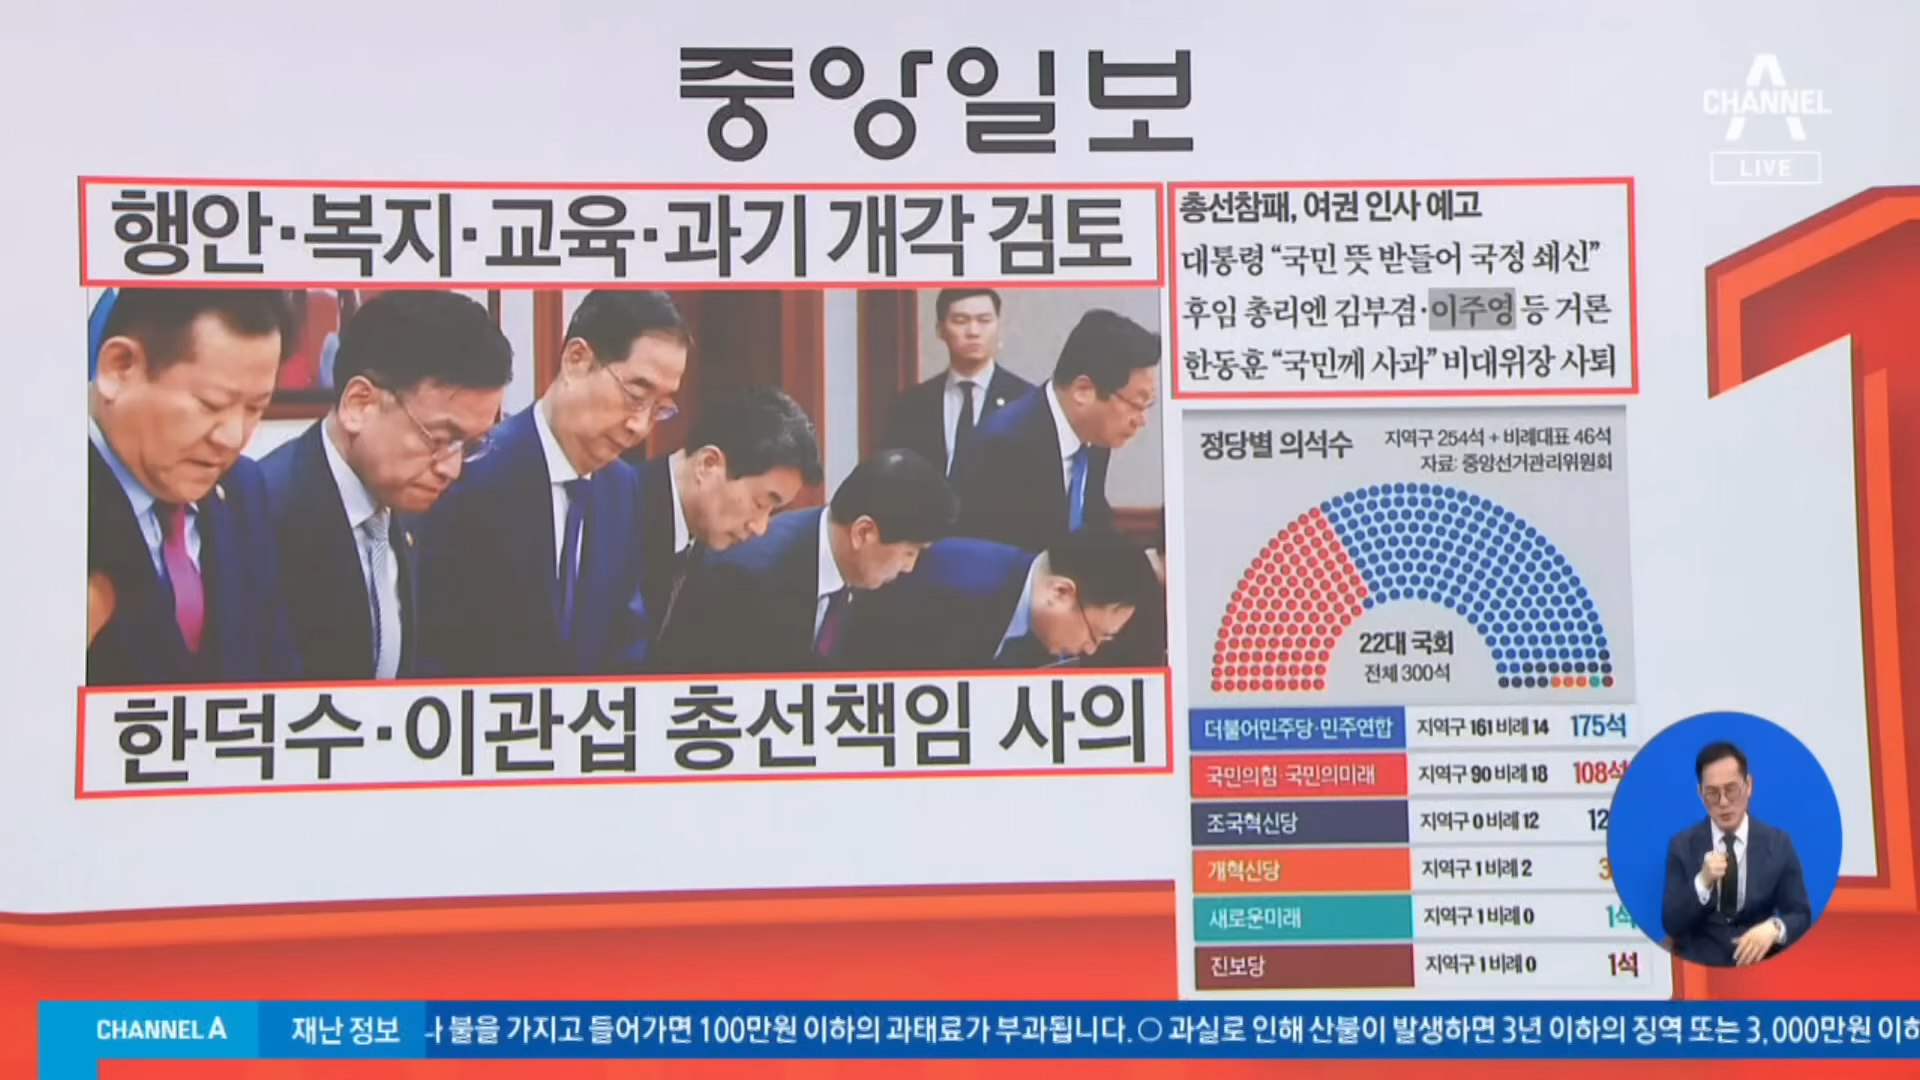 중앙일보
CHANNEL A
LIVE
행안·복지·교육·과기 개각 검토
총선참패, 여권 인사 예고
대통령 “국민 뜻 받들어 국정 쇄신”
후임 총리엔 김부겸·이주영 등 거론
한동훈 “국민께 사과” 비대위장 사퇴
한덕수·이관섭 총선책임 사의
정당별 의석수
지역구 254석 + 비례대표 46석
자료: 중앙선거관리위원회
22대 국회
전체 300석
더불어민주당·민주연합 지역구 161 비례 14 175석
국민의힘·국민의미래 지역구 90 비례 18 108석
조국혁신당 지역구 0 비례 12 12
개혁신당 지역구 1 비례 2 3
새로운미래 지역구 1 비례 0 1석
진보당 지역구 1 비례 0 1석
CHANNEL A 재난 정보 불을 가지고 들어가면 100만원 이하의 과태료가 부과됩니다. ○ 과실로 인해 산불이 발생하면 3년 이하의 징역 또는 3,000만원 이하